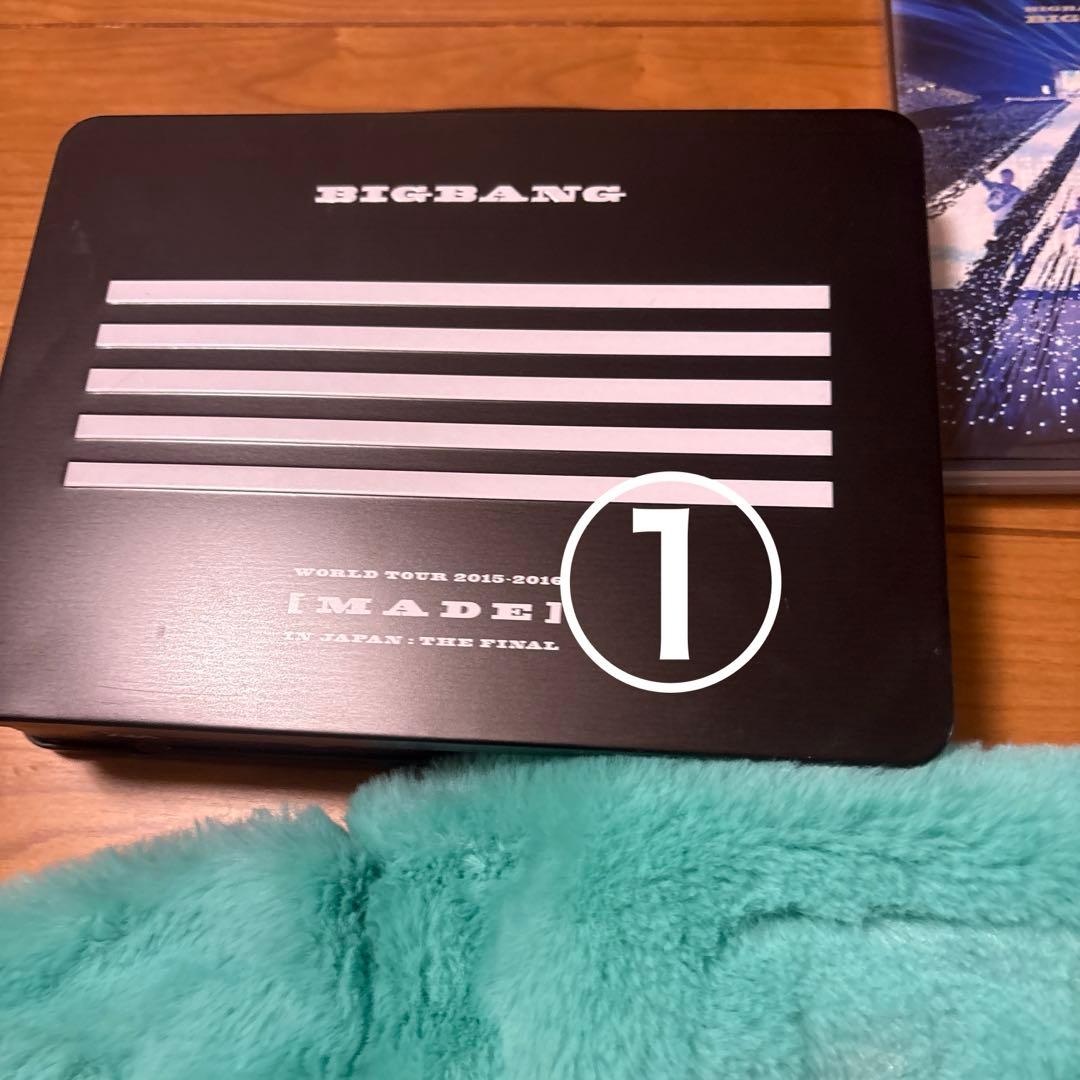 BIGBANG
WORLD TOUR 2015-2016
[MADE]
IN JAPAN : THE FINAL
①